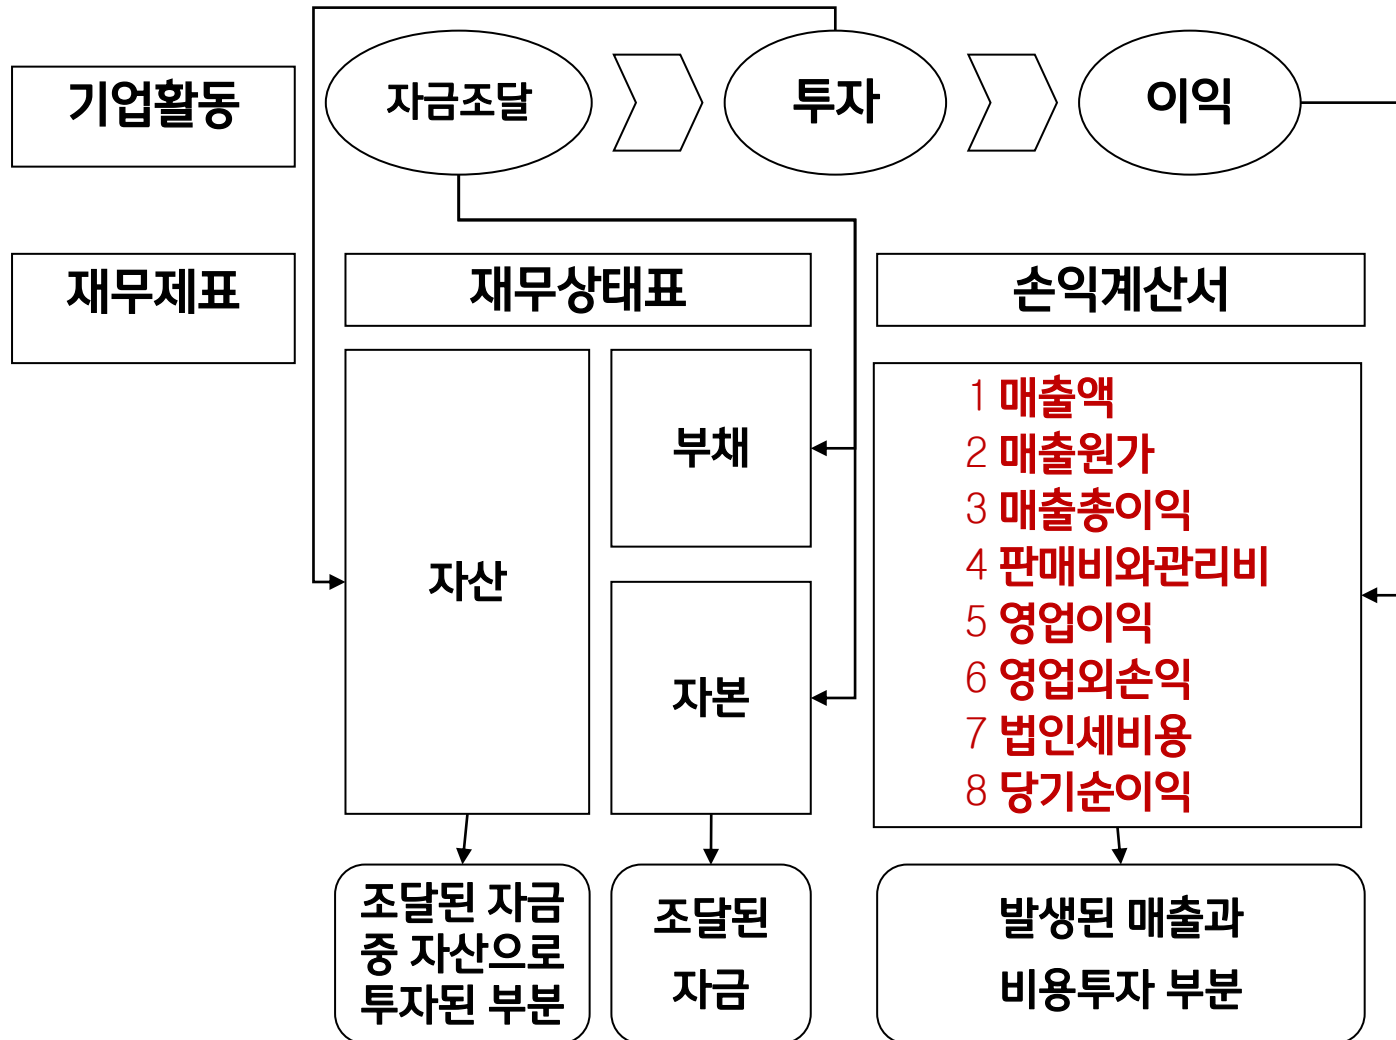 기업활동
자금조달
투자
이익
재무제표
재무상태표
손익계산서
자산
부채
자본
1 매출액
2 매출원가
3 매출총이익
4 판매비와관리비
5 영업이익
6 영업외손익
7 법인세비용
8 당기순이익
조달된 자금
중 자산으로
투자된 부분
조달된
자금
발생된 매출과
비용투자 부분